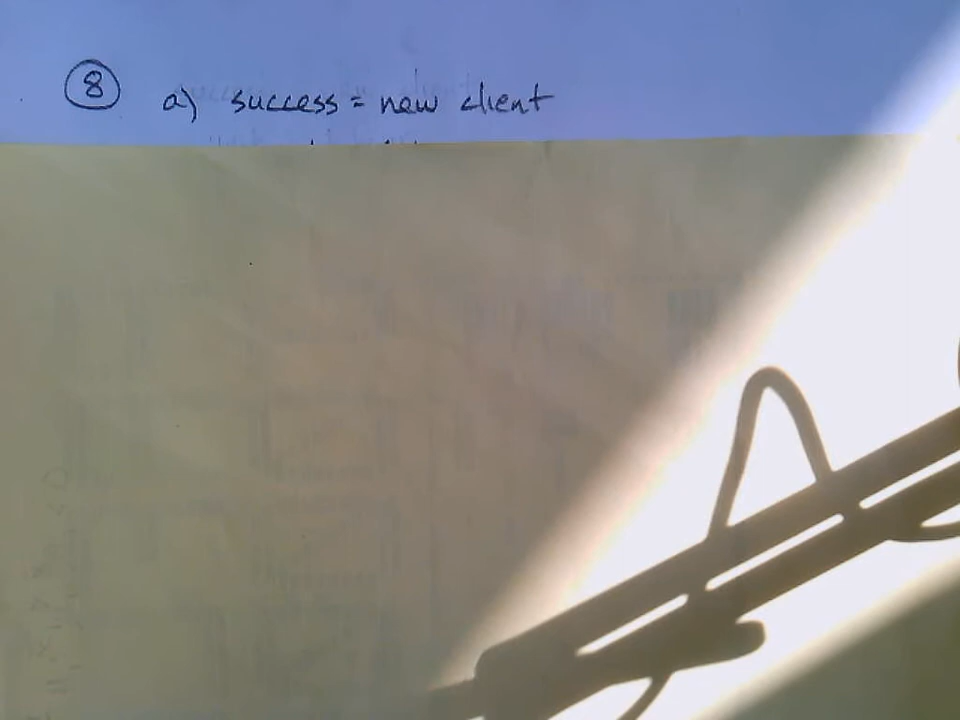 8 a) success = new client